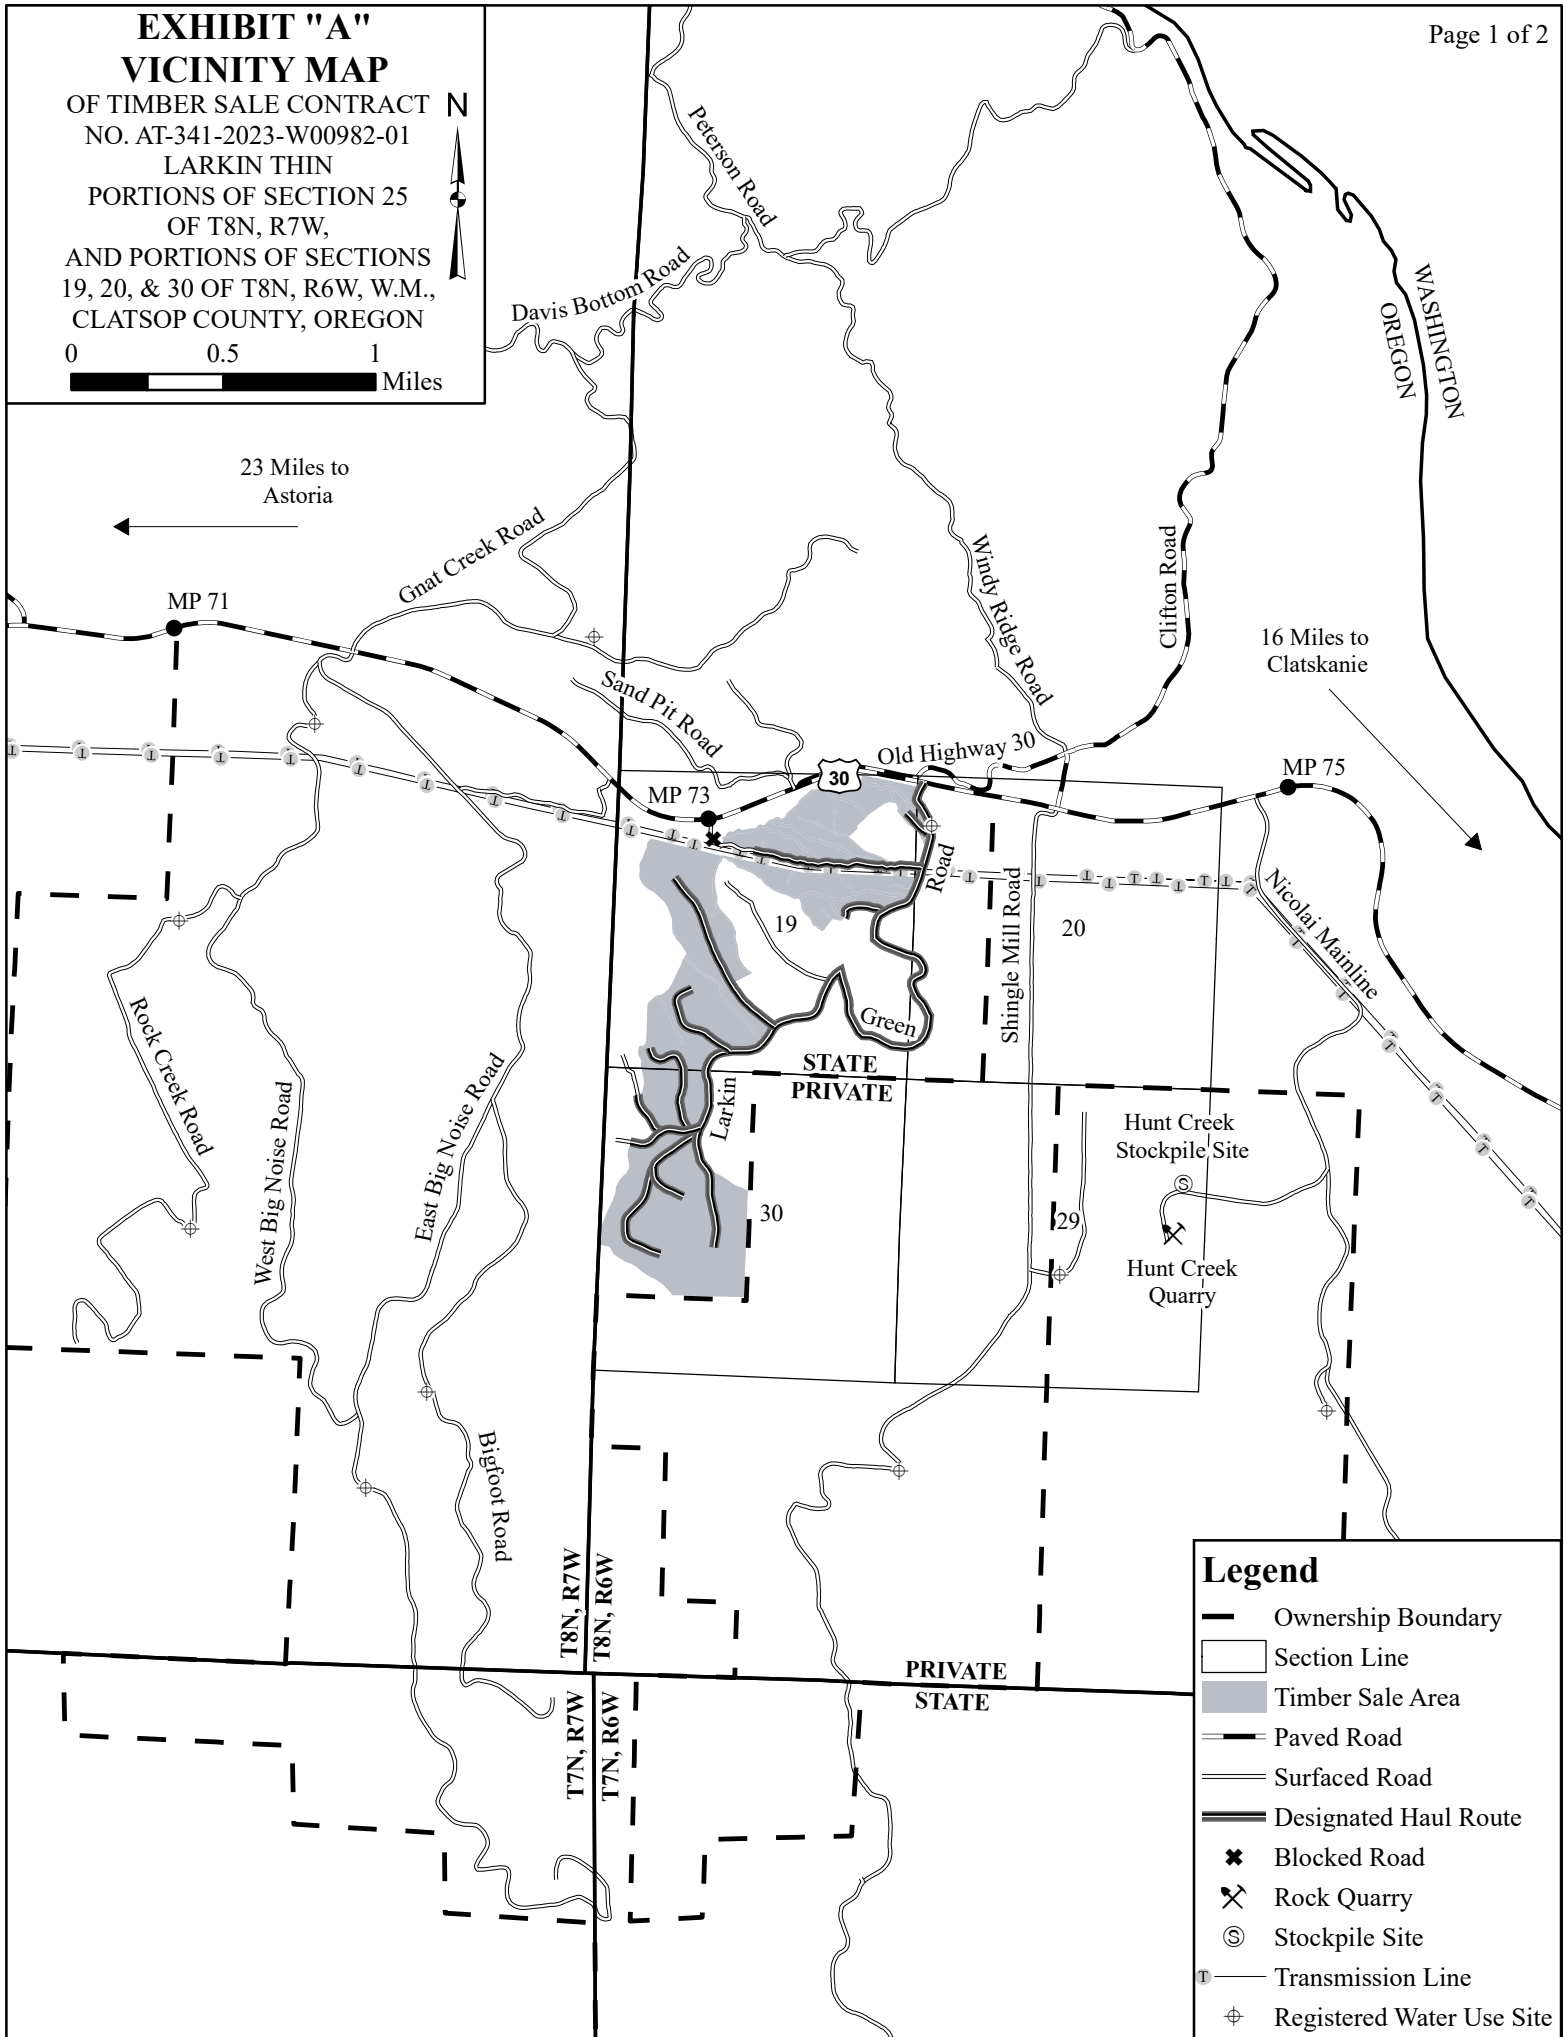 EXHIBIT "A"
VICINITY MAP
OF TIMBER SALE CONTRACT
NO. AT-341-2023-W00982-01
LARKIN THIN
PORTIONS OF SECTION 25
OF T8N, R7W,
AND PORTIONS OF SECTIONS
19, 20, & 30 OF T8N, R6W, W.M.,
CLATSOP COUNTY, OREGON
N
0 0.5 1
Miles
Page 1 of 2
Peterson Road
Davis Bottom Road
WASHINGTON
OREGON
23 Miles to
Astoria
Gnat Creek Road
MP 71
Windy Ridge Road
Clifton Road
16 Miles to
Clatskanie
Sand Pit Road
Old Highway 30
30
MP 73
MP 75
Road
Shingle Mill Road
Nicolai Mainline
19
20
Green
Rock Creek Road
West Big Noise Road
East Big Noise Road
STATE
PRIVATE
Larkin
Hunt Creek
Stockpile Site
S
30
29
Hunt Creek
Quarry
Bigfoot Road
T8N, R7W
T8N, R6W
PRIVATE
STATE
T7N, R7W
T7N, R6W
Legend
Ownership Boundary
Section Line
Timber Sale Area
Paved Road
Surfaced Road
Designated Haul Route
Blocked Road
Rock Quarry
S Stockpile Site
T Transmission Line
Registered Water Use Site